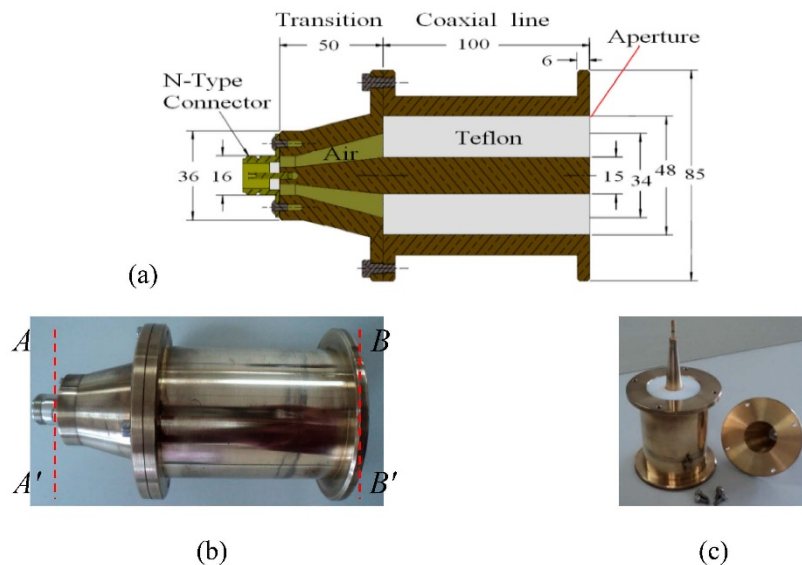 Transition Coaxial line
50 100
Aperture
6
N-Type
Connector
Teflon
Air
36 16 15 34 48 85
(a)
A B
A' B'
(b) (c)